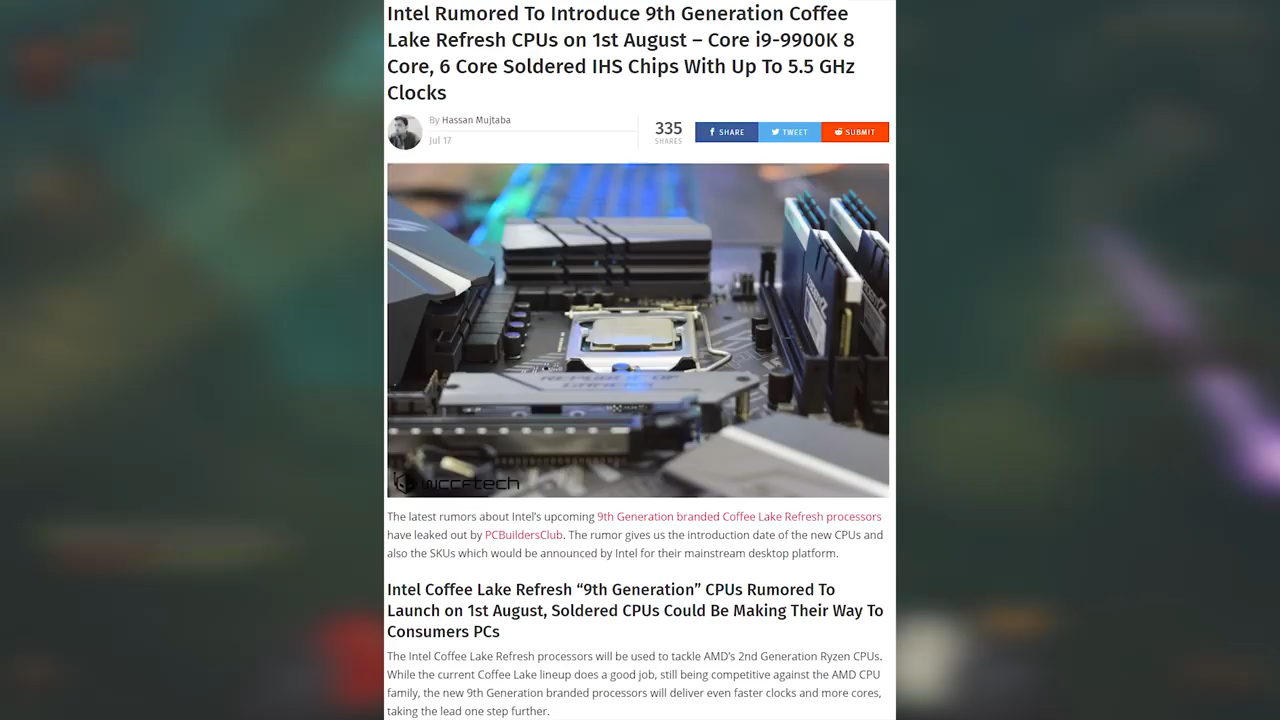 Intel Rumored To Introduce 9th Generation Coffee
Lake Refresh CPUs on 1st August – Core i9-9900K 8
Core, 6 Core Soldered IHS Chips With Up To 5.5 GHz
Clocks
By Hassan Mujtaba
Jul 17
335
SHARES
SHARE
TWEET
SUBMIT
REPUBLIC OF
GAMERS
wccftech
The latest rumors about Intel's upcoming 9th Generation branded Coffee Lake Refresh processors
have leaked out by PCBuildersClub. The rumor gives us the introduction date of the new CPUs and
also the SKUs which would be announced by Intel for their mainstream desktop platform.
Intel Coffee Lake Refresh “9th Generation” CPUs Rumored To
Launch on 1st August, Soldered CPUs Could Be Making Their Way To
Consumers PCs
The Intel Coffee Lake Refresh processors will be used to tackle AMD's 2nd Generation Ryzen CPUs.
While the current Coffee Lake lineup does a good job, still being competitive against the AMD CPU
family, the new 9th Generation branded processors will deliver even faster clocks and more cores,
taking the lead one step further.